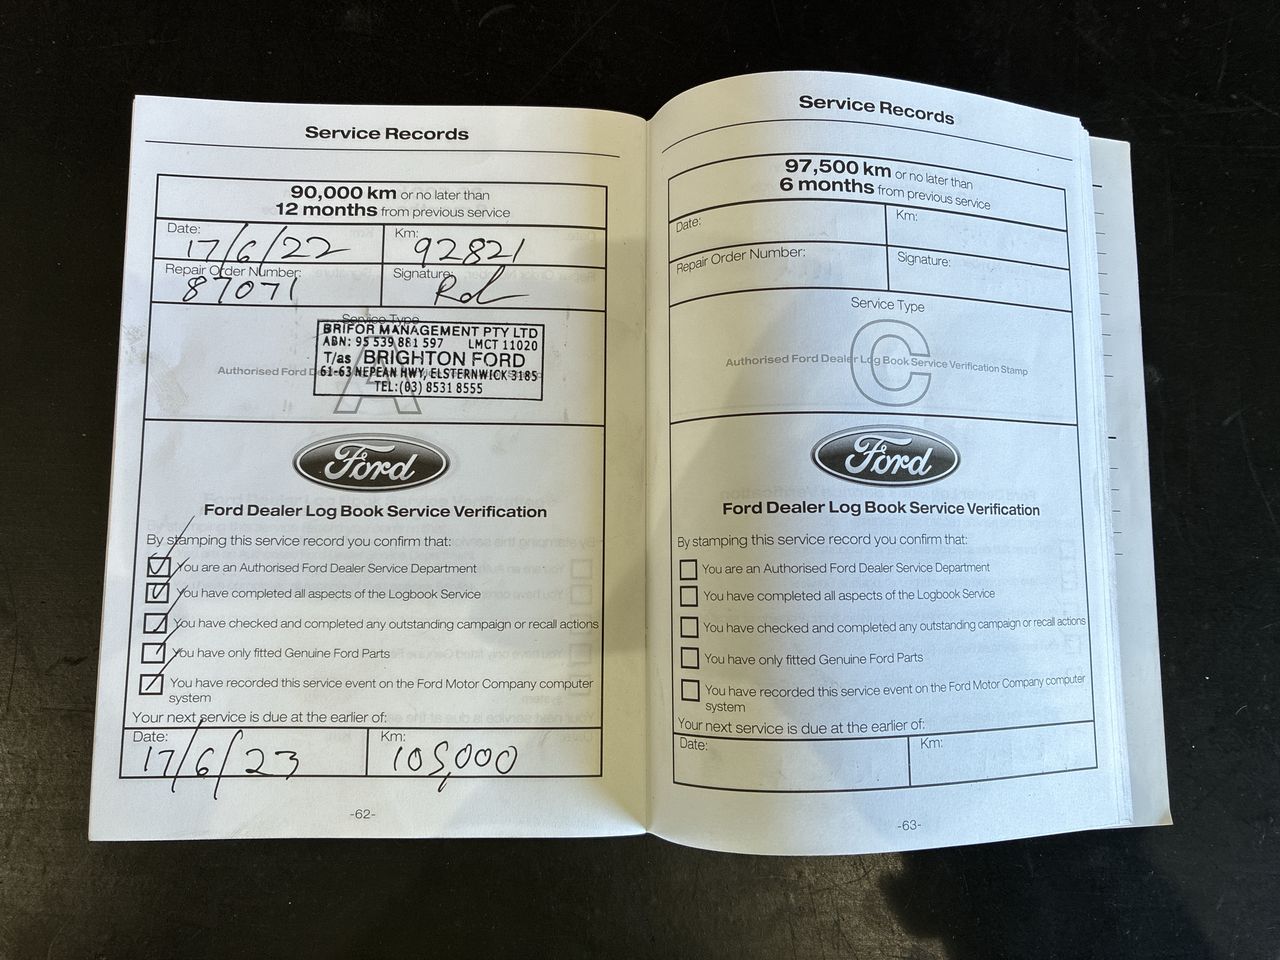 Service Records
90,000 km or no later than
12 months from previous service
Date: 17/6/22
Km: 92821
Repair Order Number: 87071
Signature:
Service Type
A
Authorised Ford
BRIFOR MANAGEMENT PTY LTD
ABN: 95 539 881 597 LMCT 11020
T/as BRIGHTON FORD
61-63 NEPEAN HWY, ELSTERNWICK 3185
TEL:(03) 8531 8555
Ford
Ford Dealer Log Book Service Verification
By stamping this service record you confirm that:
You are an Authorised Ford Dealer Service Department
You have completed all aspects of the Logbook Service
You have checked and completed any outstanding campaign or recall actions
You have only fitted Genuine Ford Parts
You have recorded this service event on the Ford Motor Company computer
system
Your next service is due at the earlier of:
Date: 17/6/23
Km: 105,000
-62-
Service Records
97,500 km or no later than
6 months from previous service
Date:
Km:
Repair Order Number:
Signature:
Service Type
C
Authorised Ford Dealer Log Book Service Verification Stamp
Ford
Ford Dealer Log Book Service Verification
By stamping this service record you confirm that:
You are an Authorised Ford Dealer Service Department
You have completed all aspects of the Logbook Service
You have checked and completed any outstanding campaign or recall actions
You have only fitted Genuine Ford Parts
You have recorded this service event on the Ford Motor Company computer
system
Your next service is due at the earlier of:
Date:
Km:
-63-